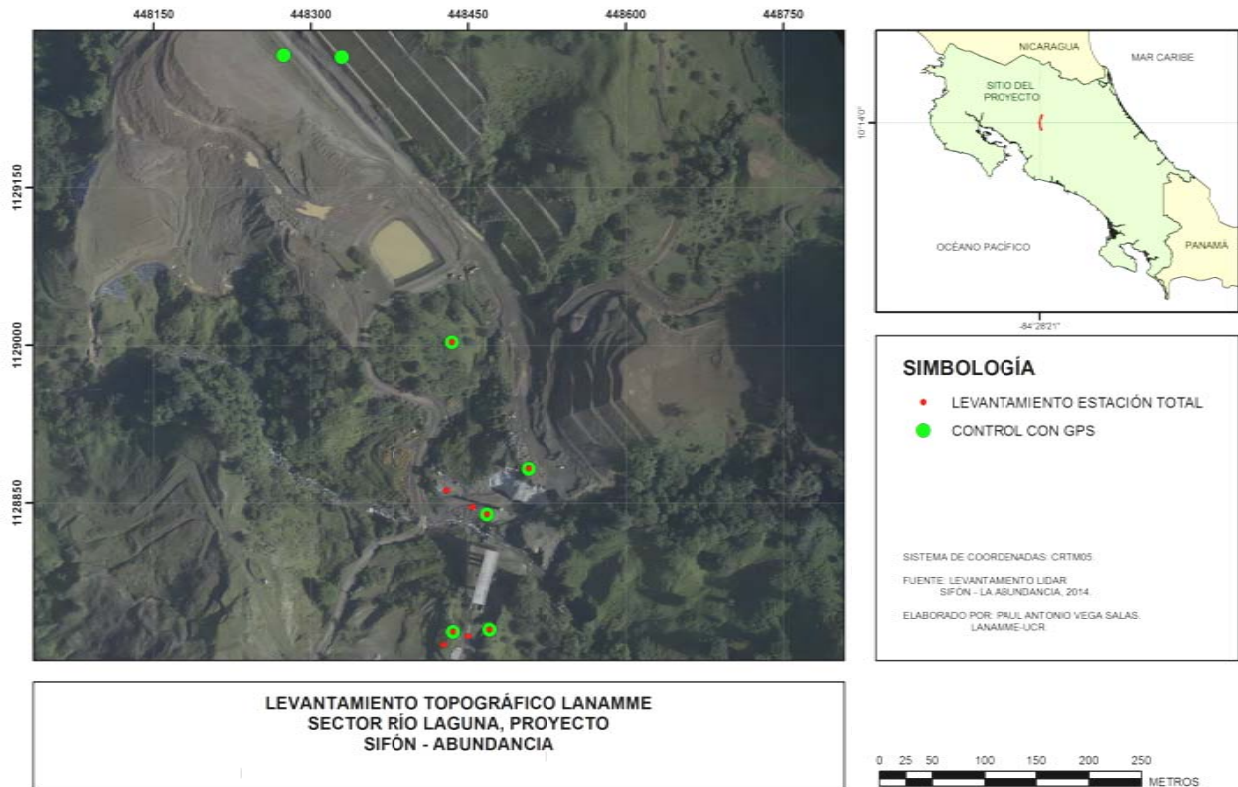 448150
448300
448450
448600
448750
1129150
1129000
1128850
NICARAGUA
MAR CARIBE
SITIO DEL
PROYECTO
10°14'0"
OCÉANO PACÍFICO
PANAMÁ
-84°28'21"
SIMBOLOGÍA
LEVANTAMIENTO ESTACIÓN TOTAL
CONTROL CON GPS
SISTEMA DE COORDENADAS: CRTM05.
FUENTE: LEVANTAMIENTO LIDAR
SIFÓN - LA ABUNDANCIA, 2014.
ELABORADO POR: PAUL ANTONIO VEGA SALAS.
LANAMME-UCR.
LEVANTAMIENTO TOPOGRÁFICO LANAMME
SECTOR RÍO LAGUNA, PROYECTO
SIFÓN - ABUNDANCIA
0 25 50 100 150 200 250
METROS